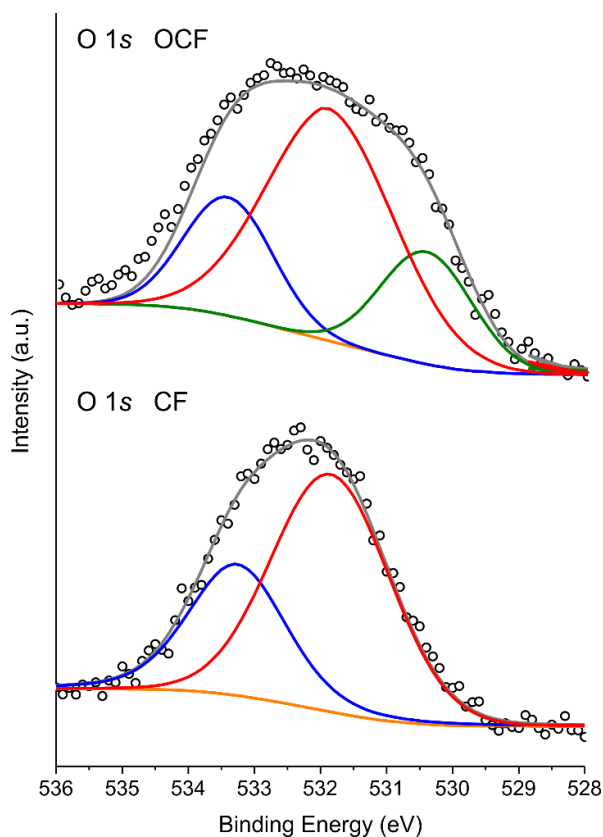 O 1s OCF
O 1s CF
Intensity (a.u.)
536 535 534 533 532 531 530 529 528
Binding Energy (eV)